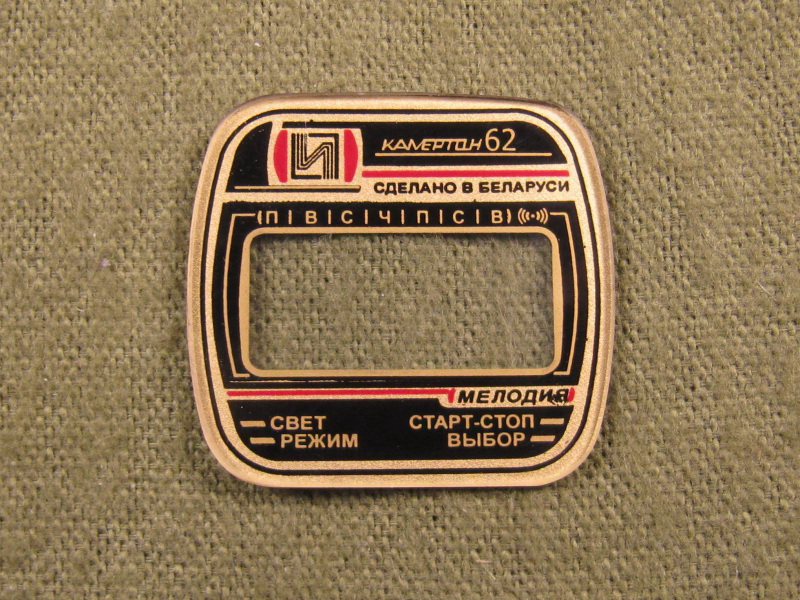 КАМЕРТОН 62
СДЕЛАНО В БЕЛАРУСИ
П В С Ч П С В
МЕЛОДИЯ
СВЕТ СТАРТ-СТОП
РЕЖИМ ВЫБОР